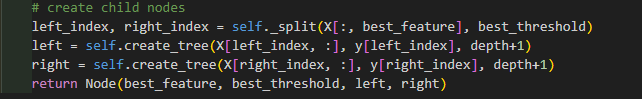 # create child nodes
left_index, right_index = self._split(X[:, best_feature], best_threshold)
left = self.create_tree(X[left_index, :], y[left_index], depth+1)
right = self.create_tree(X[right_index, :], y[right_index], depth+1)
return Node(best_feature, best_threshold, left, right)